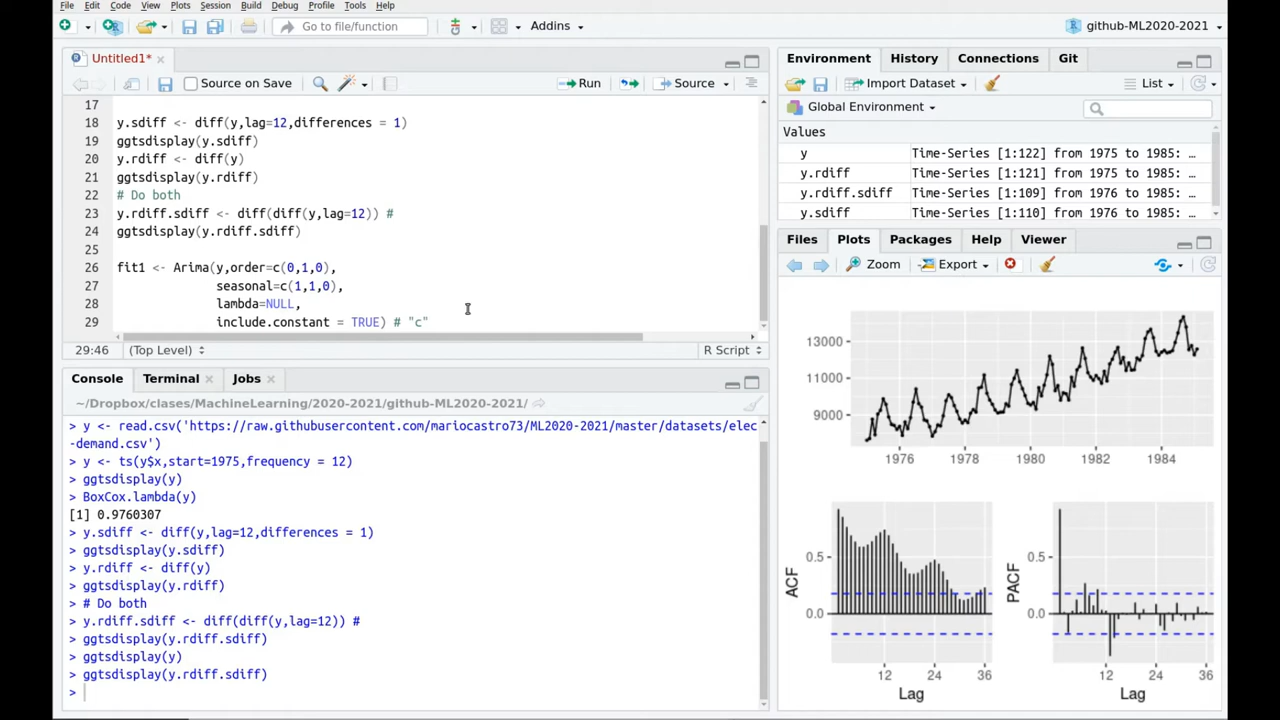 File Edit Code View Plots Session Build Debug Profile Tools Help
Go to file/function
Addins
github-ML2020-2021
Untitled1*
Source on Save
Run
Source
17
18 y.sdiff <- diff(y,lag=12,differences = 1)
19 ggtsdisplay(y.sdiff)
20 y.rdiff <- diff(y)
21 ggtsdisplay(y.rdiff)
22 # Do both
23 y.rdiff.sdiff <- diff(diff(y,lag=12)) #
24 ggtsdisplay(y.rdiff.sdiff)
25
26 fit1 <- Arima(y,order=c(0,1,0),
27 seasonal=c(1,1,0),
28 lambda=NULL,
29 include.constant = TRUE) # "c"
29:46 (Top Level) R Script
Console Terminal Jobs
~/Dropbox/clases/MachineLearning/2020-2021/github-ML2020-2021/
> y <- read.csv('https://raw.githubusercontent.com/mariocastro73/ML2020-2021/master/datasets/elec
-demand.csv')
> y <- ts(y$x,start=1975,frequency = 12)
> ggtsdisplay(y)
> BoxCox.lambda(y)
[1] 0.9760307
> y.sdiff <- diff(y,lag=12,differences = 1)
> ggtsdisplay(y.sdiff)
> y.rdiff <- diff(y)
> ggtsdisplay(y.rdiff)
> # Do both
> y.rdiff.sdiff <- diff(diff(y,lag=12)) #
> ggtsdisplay(y.rdiff.sdiff)
> ggtsdisplay(y)
> ggtsdisplay(y.rdiff.sdiff)
>
Environment History Connections Git
Import Dataset
List
Global Environment
Values
y Time-Series [1:122] from 1975 to 1985: …
y.rdiff Time-Series [1:121] from 1975 to 1985: …
y.rdiff.sdiff Time-Series [1:109] from 1976 to 1985: …
y.sdiff Time-Series [1:110] from 1976 to 1985: …
Files Plots Packages Help Viewer
Zoom Export
13000
11000
9000
1976 1978 1980 1982 1984
ACF
0.5
0.0
12 24 36
Lag
PACF
0.5
0.0
12 24 36
Lag